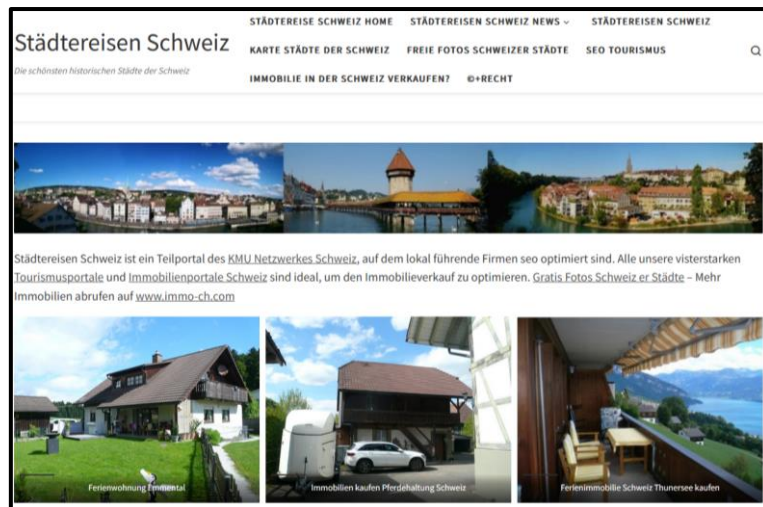 STÄDTEREISE SCHWEIZ HOME STÄDTEREISEN SCHWEIZ NEWS STÄDTEREISEN SCHWEIZ
Städtereisen Schweiz
KARTE STÄDTE DER SCHWEIZ FREIE FOTOS SCHWEIZER STÄDTE SEO TOURISMUS
Die schönsten historischen Städte der Schweiz
IMMOBILIE IN DER SCHWEIZ VERKAUFEN? ©+RECHT
Städtereisen Schweiz ist ein Teilportal des KMU Netzwerkes Schweiz, auf dem lokal führende Firmen seo optimiert sind. Alle unsere visterstarken
Tourismusportale und Immobilienportale Schweiz sind ideal, um den Immobilieverkauf zu optimieren. Gratis Fotos Schweiz er Städte – Mehr
Immobilien abrufen auf www.immo-ch.com
Ferienwohnung Emmental
Immobilien kaufen Pferdehaltung Schweiz
Ferienimmobilie Schweiz Thunersee kaufen